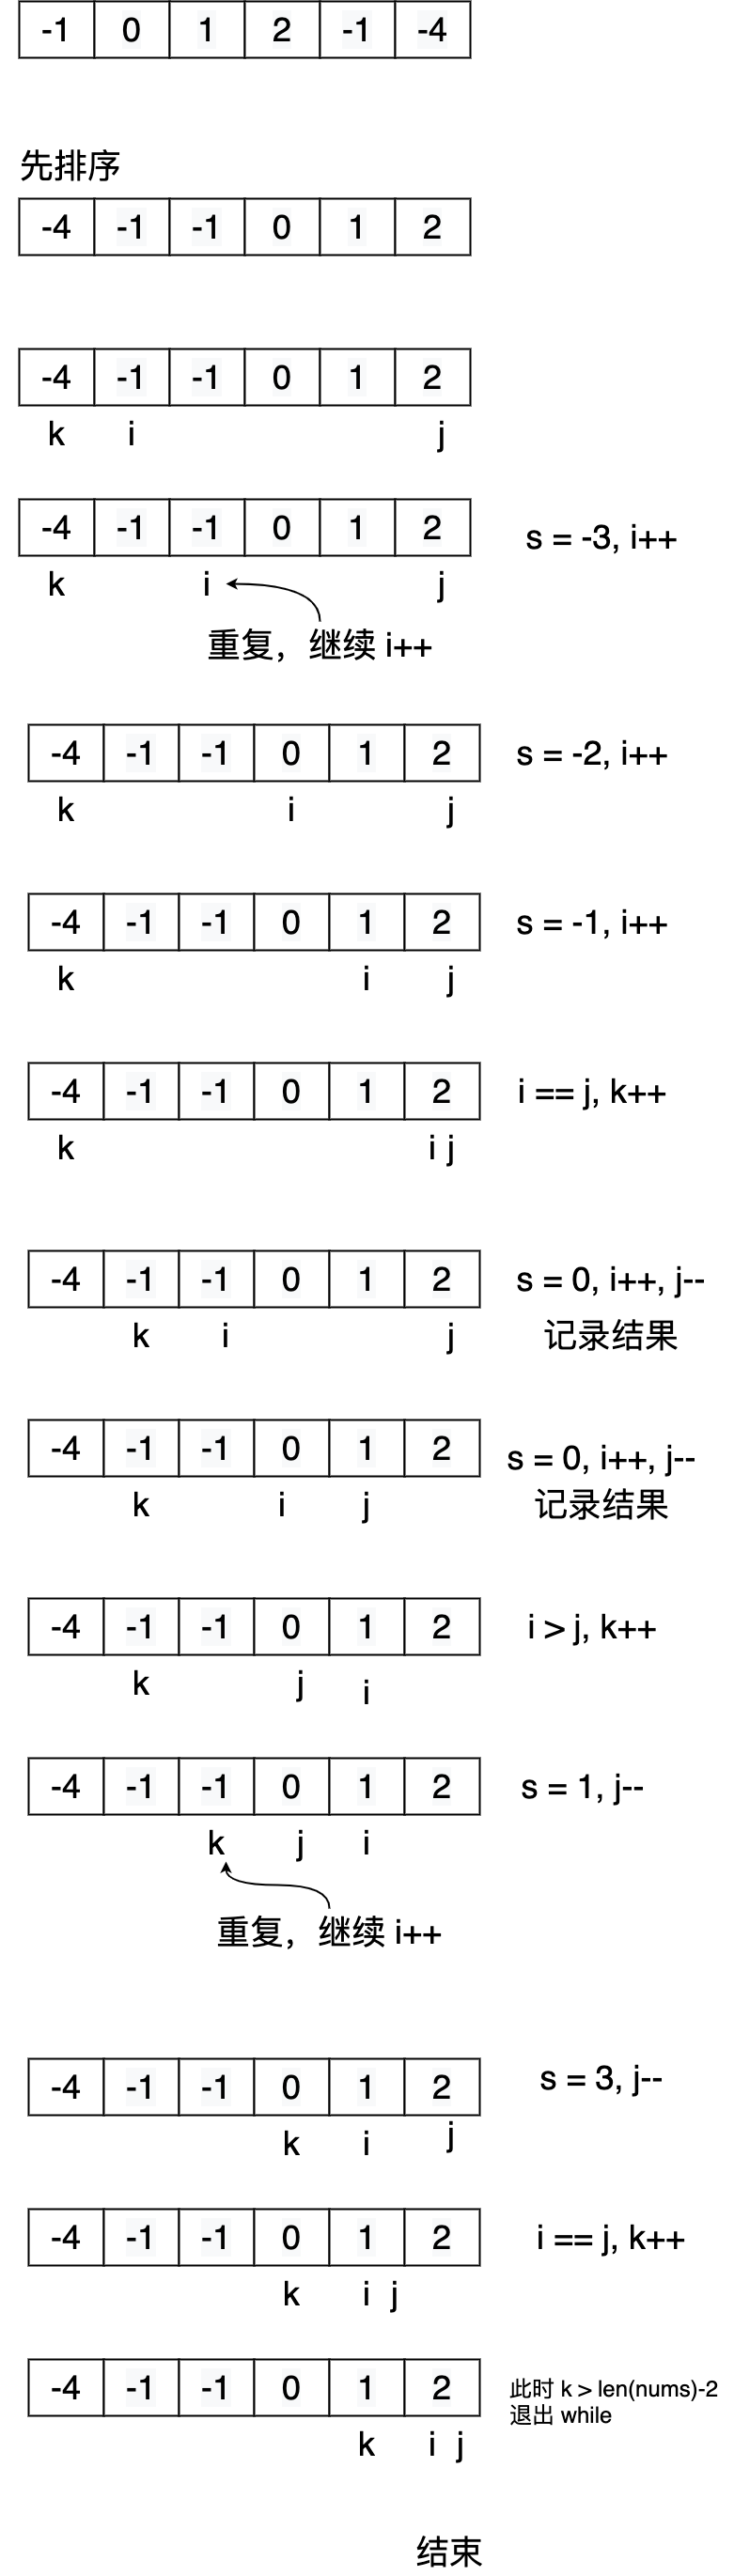 -1 0 1 2 -1 -4
先排序
-4 -1 -1 0 1 2
-4 -1 -1 0 1 2
k i j
-4 -1 -1 0 1 2 s = -3, i++
k i j
重复，继续 i++
-4 -1 -1 0 1 2 s = -2, i++
k i j
-4 -1 -1 0 1 2 s = -1, i++
k i j
-4 -1 -1 0 1 2 i == j, k++
k i j
-4 -1 -1 0 1 2 s = 0, i++, j--
k i j 记录结果
-4 -1 -1 0 1 2 s = 0, i++, j--
k i j 记录结果
-4 -1 -1 0 1 2 i > j, k++
k j i
-4 -1 -1 0 1 2 s = 1, j--
k j i
重复，继续 i++
-4 -1 -1 0 1 2 s = 3, j--
k i j
-4 -1 -1 0 1 2 i == j, k++
k i j
-4 -1 -1 0 1 2 此时 k > len(nums)-2
退出 while
k i j
结束